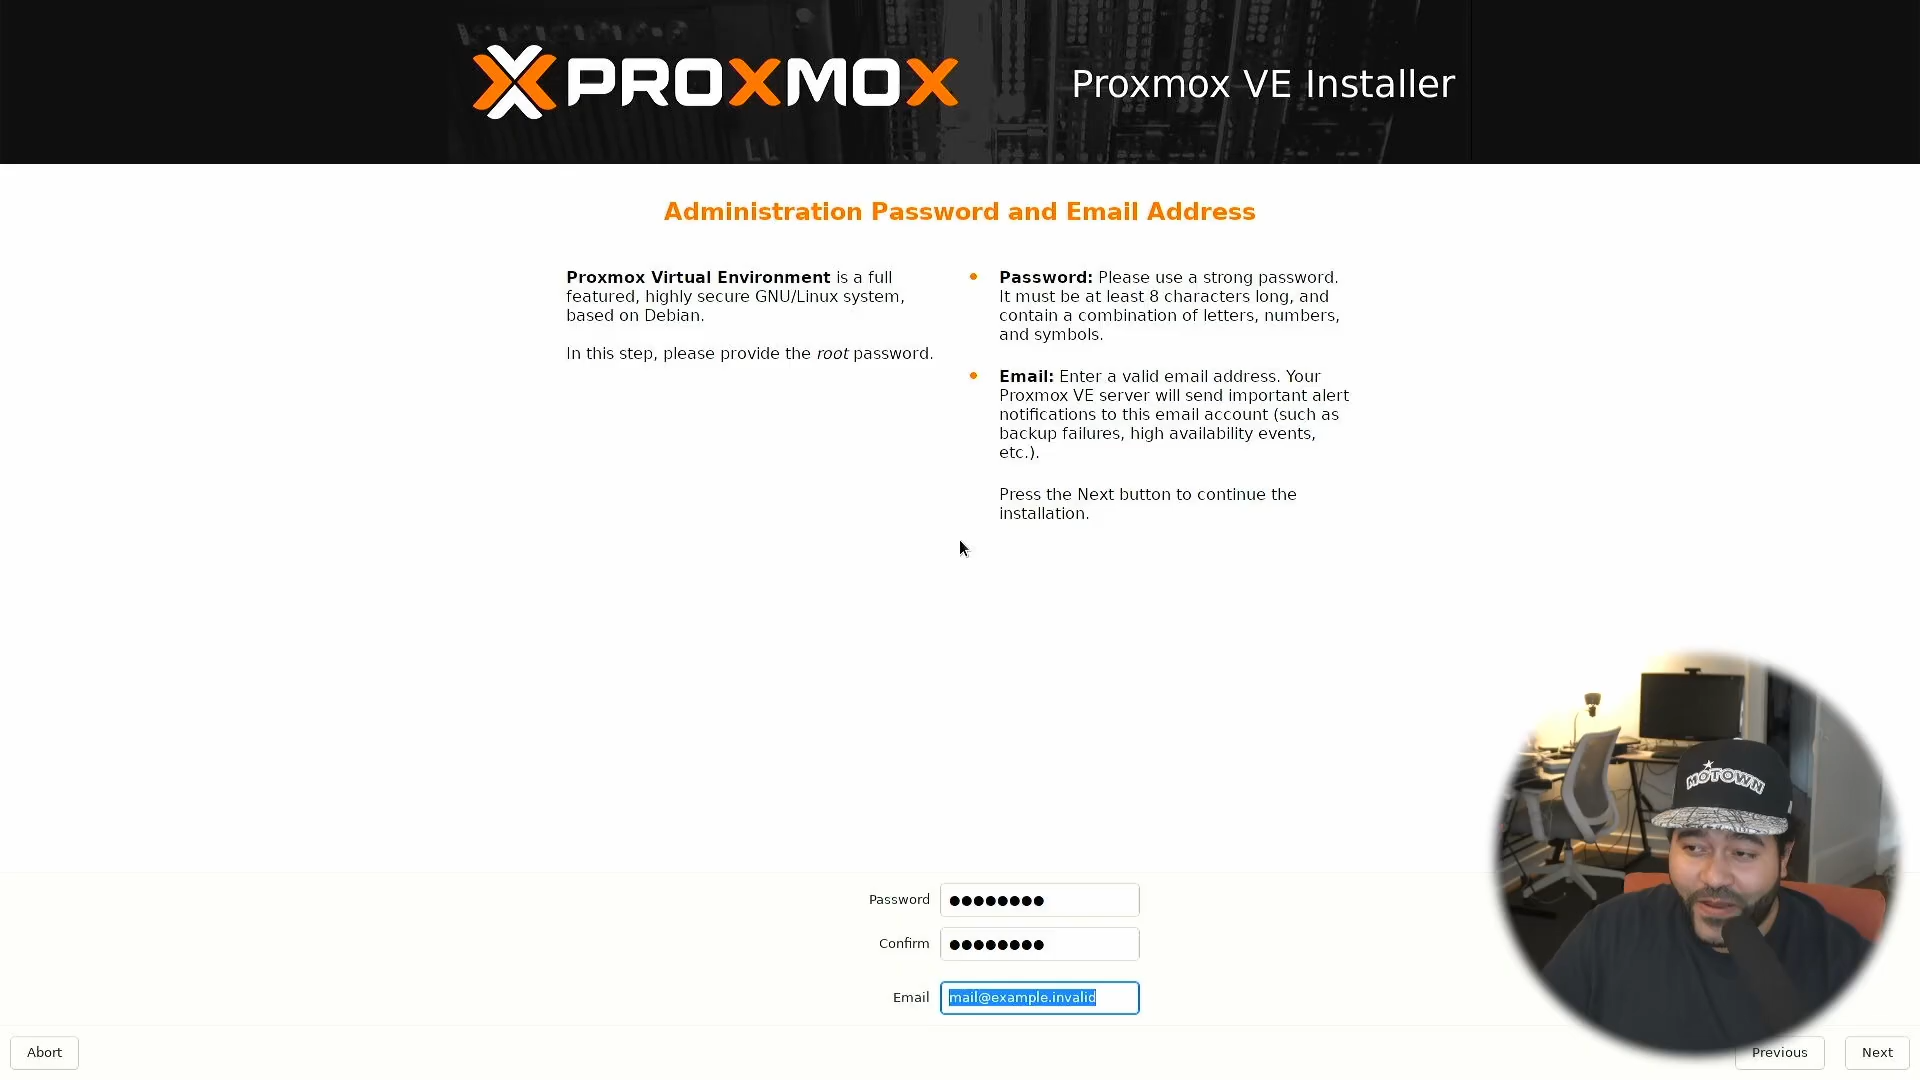 PROXMOX
Proxmox VE Installer
Administration Password and Email Address
Proxmox Virtual Environment is a full
featured, highly secure GNU/Linux system,
based on Debian.
In this step, please provide the root password.
Password: Please use a strong password.
It must be at least 8 characters long, and
contain a combination of letters, numbers,
and symbols.
Email: Enter a valid email address. Your
Proxmox VE server will send important alert
notifications to this email account (such as
backup failures, high availability events,
etc.).
Press the Next button to continue the
installation.
MOTOWN
Password ●●●●●●●●
Confirm ●●●●●●●●
Email mail@example.invalid
Abort
Previous
Next